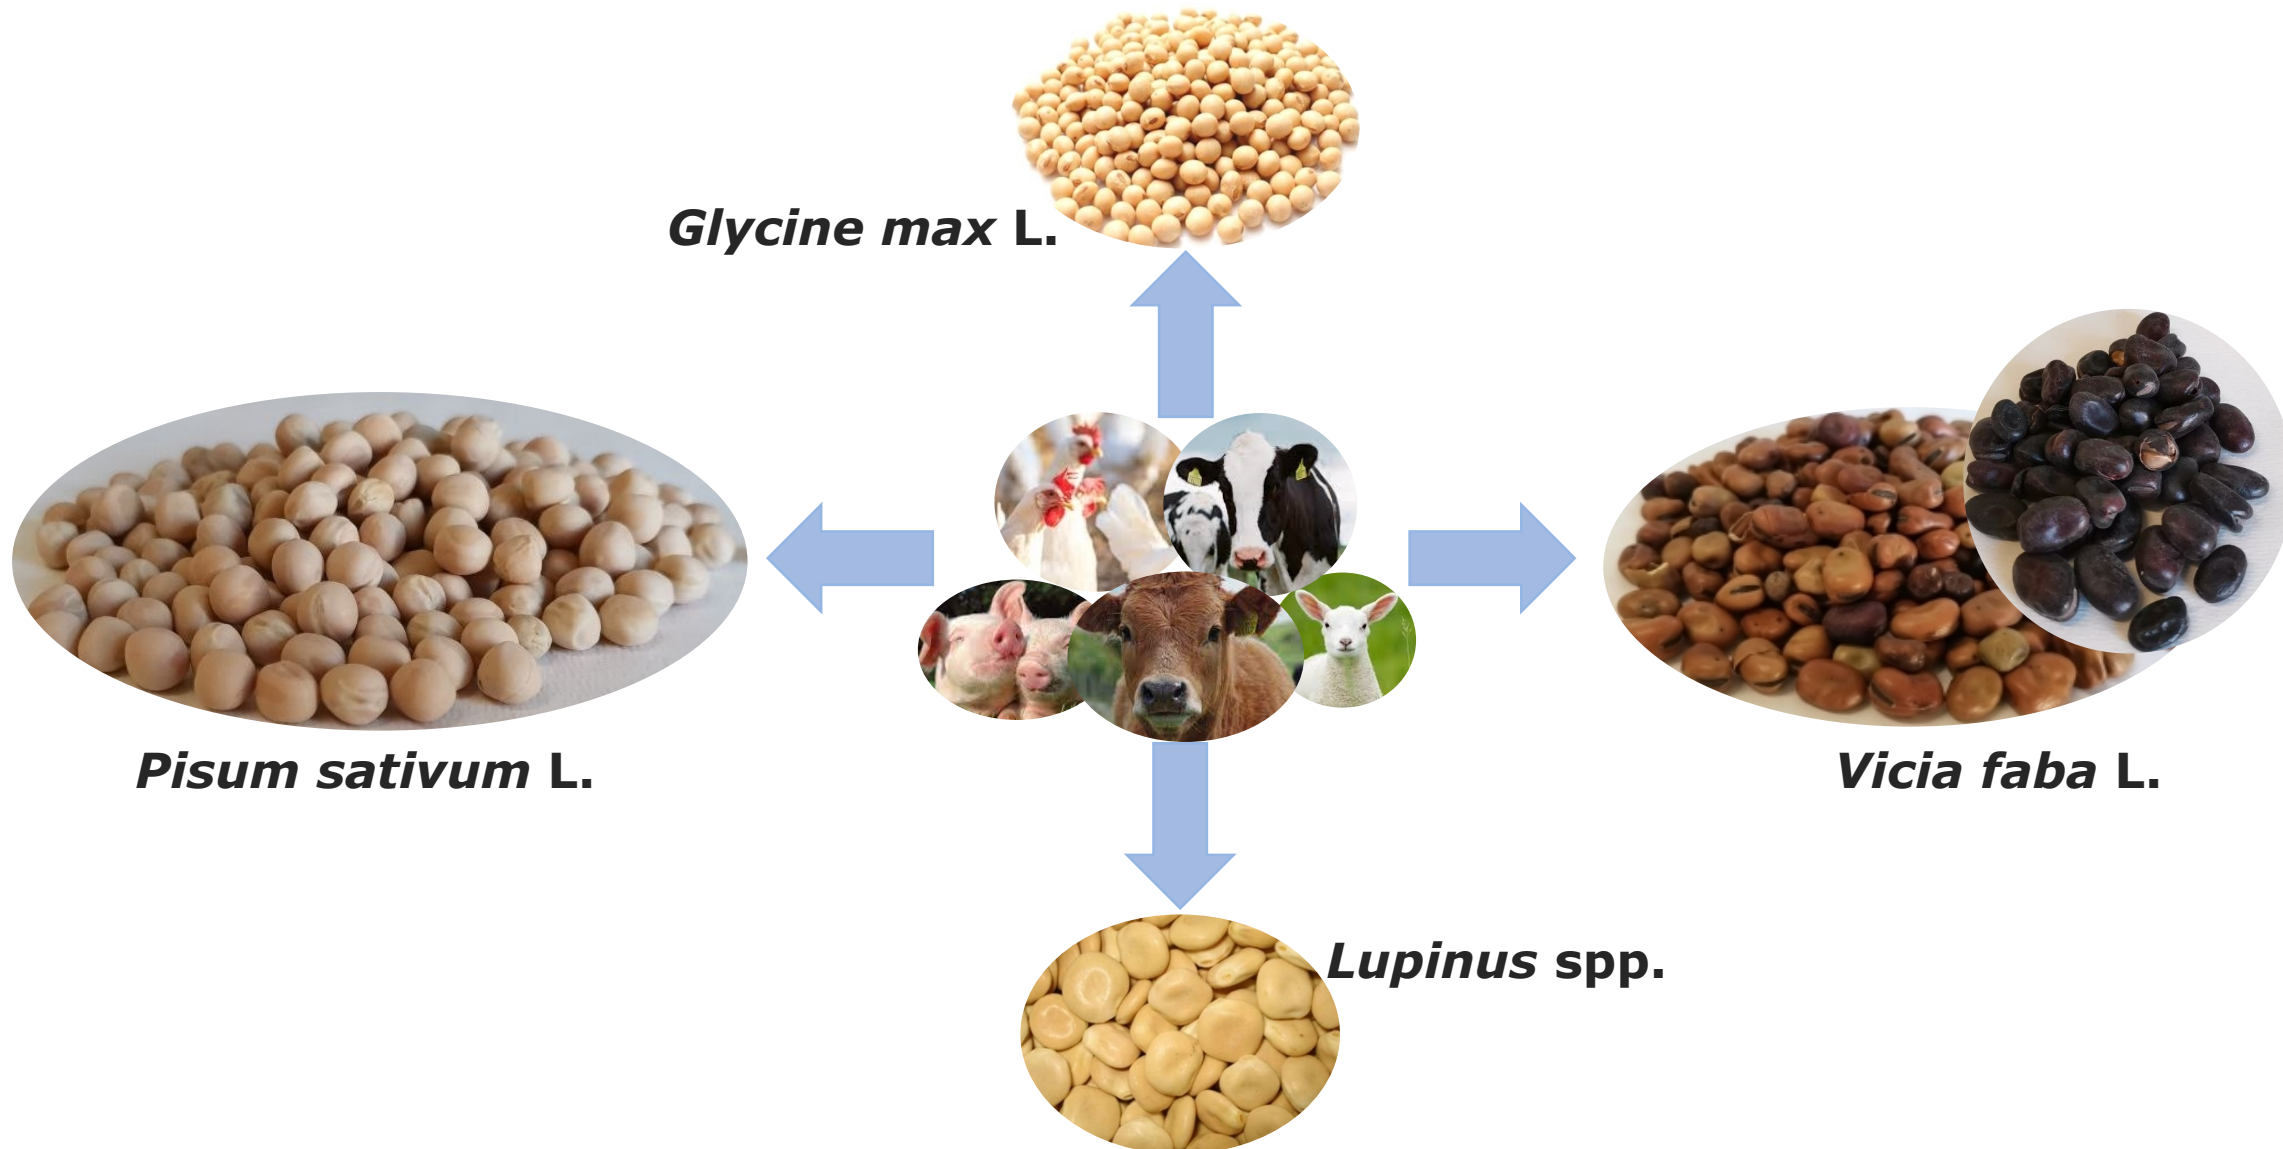 Glycine max L.
Pisum sativum L.
Vicia faba L.
Lupinus spp.